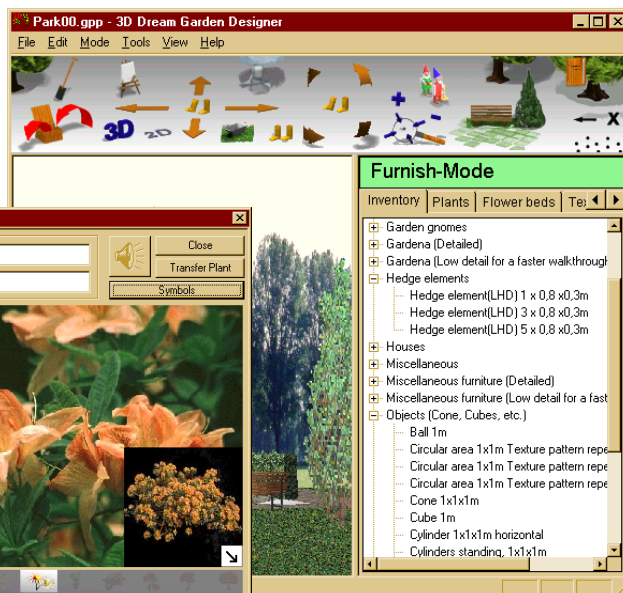 Park00.gpp - 3D Dream Garden Designer
File Edit Mode Tools View Help
3D
2D
X
Furnish-Mode
Inventory Plants Flower beds Te
Garden gnomes
Gardena (Detailed)
Gardena (Low detail for a faster walkthrough
Hedge elements
Hedge element(LHD) 1 x 0,8 x0,3m
Hedge element(LHD) 3 x 0,8 x0,3m
Hedge element(LHD) 5 x 0,8 x0,3m
Houses
Miscellaneous
Miscellaneous furniture (Detailed)
Miscellaneous furniture (Low detail for a fast
Objects (Cone, Cubes, etc.)
Ball 1m
Circular area 1x1m Texture pattern repe
Circular area 1x1m Texture pattern repe
Circular area 1x1m Texture pattern repe
Cone 1x1x1m
Cube 1m
Cylinder 1x1x1m horizontal
Cylinders standing, 1x1x1m
Close
Transfer Plant
Symbols